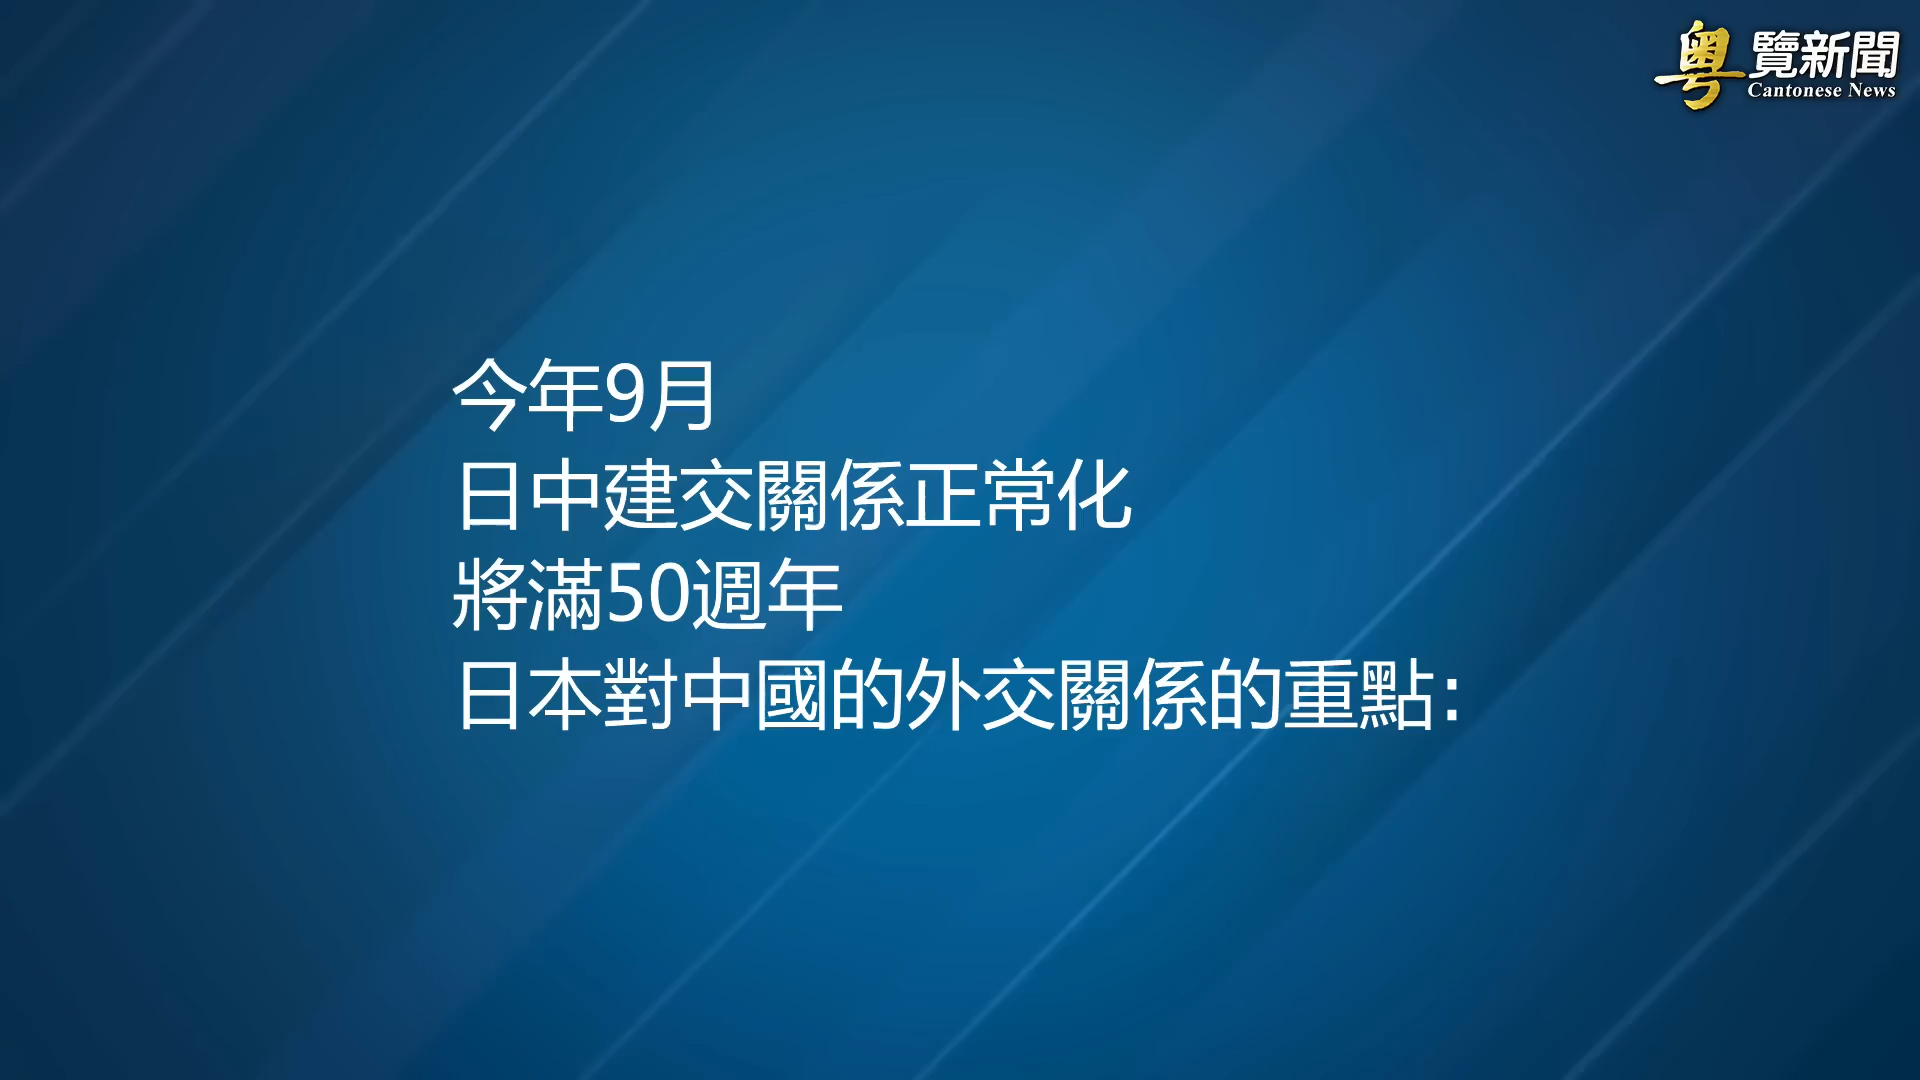 粵覽新聞
Cantonese News
今年9月
日中建交關係正常化
將滿50週年
日本對中國的外交關係的重點：